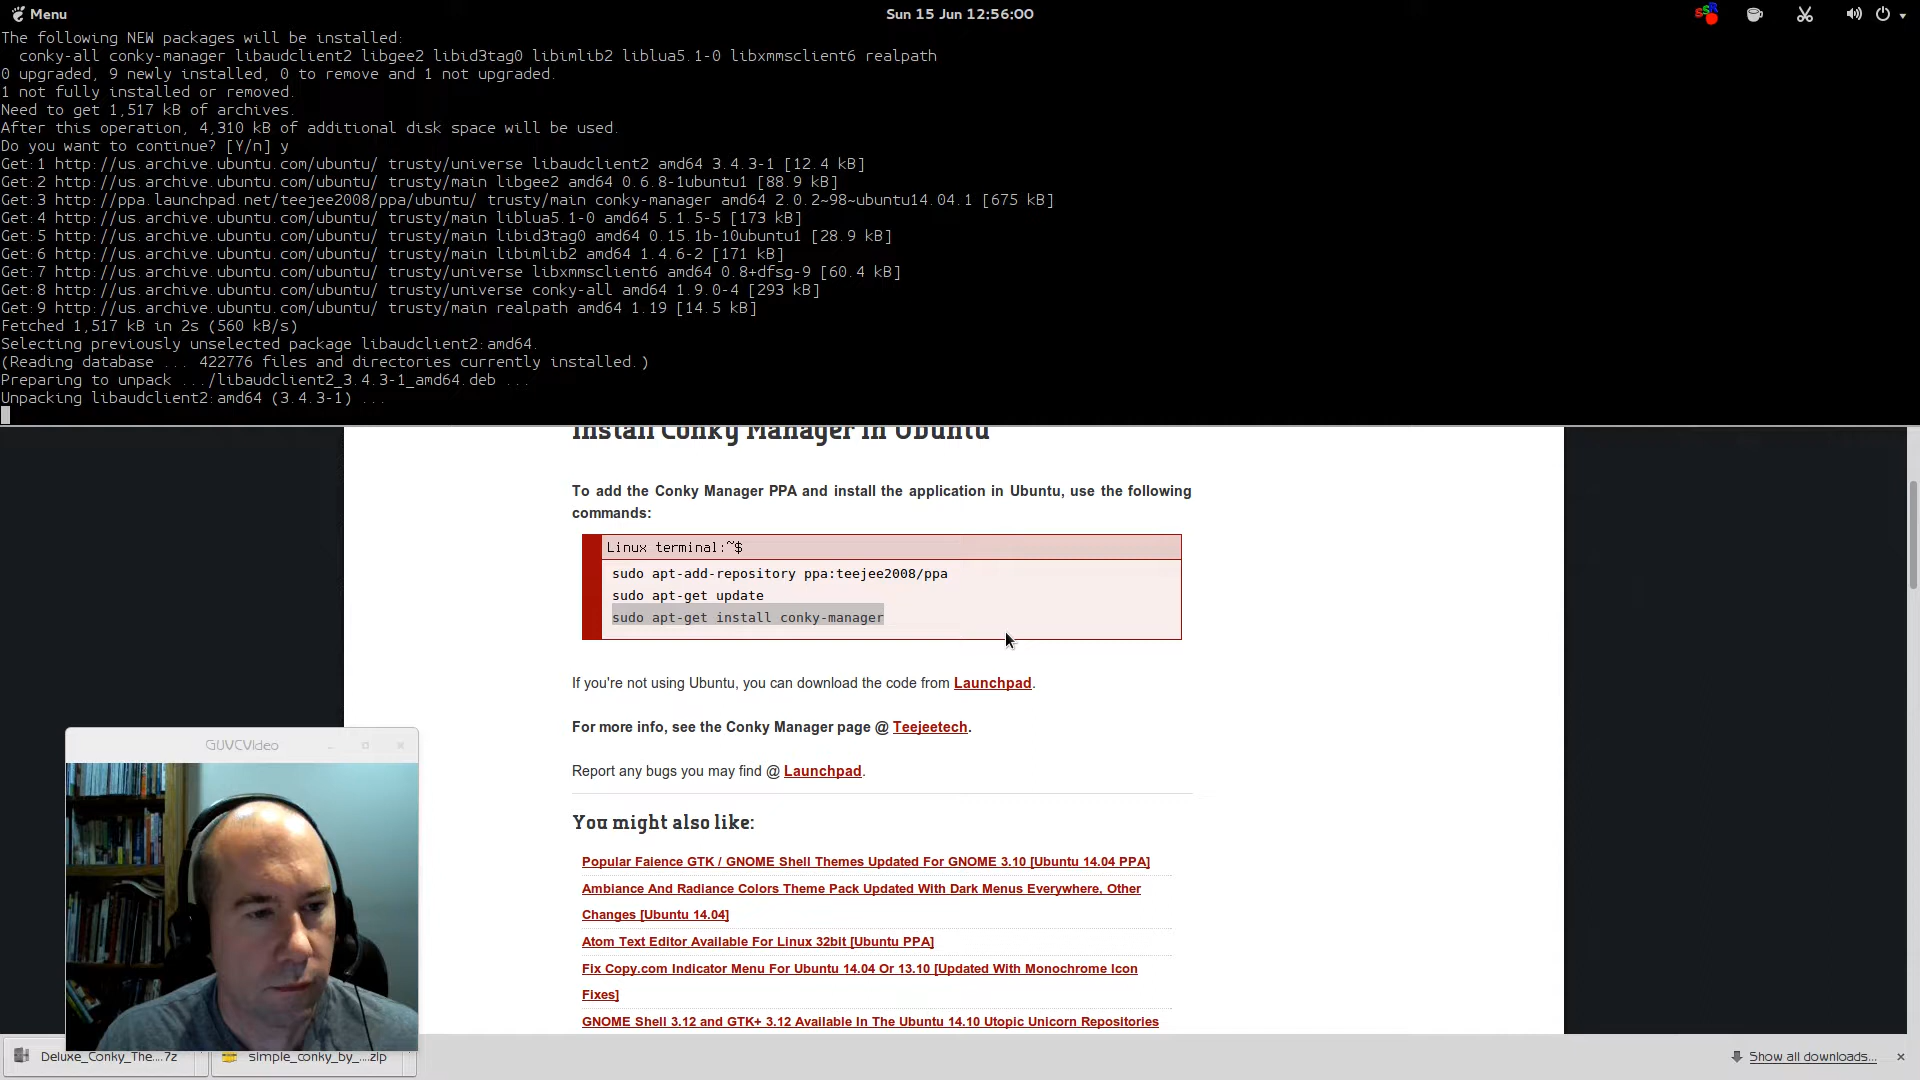 Menu
Sun 15 Jun 12:56:00
SSR
The following NEW packages will be installed:
conky-all conky-manager libaudclient2 libgee2 libid3tag0 libimlib2 liblua5.1-0 libxmmsclient6 realpath
0 upgraded, 9 newly installed, 0 to remove and 1 not upgraded.
1 not fully installed or removed.
Need to get 1,517 kB of archives.
After this operation, 4,310 kB of additional disk space will be used.
Do you want to continue? [Y/n] y
Get:1 http://us.archive.ubuntu.com/ubuntu/ trusty/universe libaudclient2 amd64 3.4.3-1 [12.4 kB]
Get:2 http://us.archive.ubuntu.com/ubuntu/ trusty/main libgee2 amd64 0.6.8-1ubuntu1 [88.9 kB]
Get:3 http://ppa.launchpad.net/teejee2008/ppa/ubuntu/ trusty/main conky-manager amd64 2.0.2~98~ubuntu14.04.1 [675 kB]
Get:4 http://us.archive.ubuntu.com/ubuntu/ trusty/main liblua5.1-0 amd64 5.1.5-5 [173 kB]
Get:5 http://us.archive.ubuntu.com/ubuntu/ trusty/main libid3tag0 amd64 0.15.1b-10ubuntu1 [28.9 kB]
Get:6 http://us.archive.ubuntu.com/ubuntu/ trusty/main libimlib2 amd64 1.4.6-2 [171 kB]
Get:7 http://us.archive.ubuntu.com/ubuntu/ trusty/universe libxmmsclient6 amd64 0.8+dfsg-9 [60.4 kB]
Get:8 http://us.archive.ubuntu.com/ubuntu/ trusty/universe conky-all amd64 1.9.0-4 [293 kB]
Get:9 http://us.archive.ubuntu.com/ubuntu/ trusty/main realpath amd64 1.19 [14.5 kB]
Fetched 1,517 kB in 2s (560 kB/s)
Selecting previously unselected package libaudclient2:amd64.
(Reading database ... 422776 files and directories currently installed.)
Preparing to unpack .../libaudclient2_3.4.3-1_amd64.deb ...
Unpacking libaudclient2:amd64 (3.4.3-1) ...
Install Conky Manager in Ubuntu
To add the Conky Manager PPA and install the application in Ubuntu, use the following
commands:
Linux terminal:~$
sudo apt-add-repository ppa:teejee2008/ppa
sudo apt-get update
sudo apt-get install conky-manager
If you're not using Ubuntu, you can download the code from Launchpad.
For more info, see the Conky Manager page @ Teejeetech.
Report any bugs you may find @ Launchpad.
You might also like:
Popular Faience GTK / GNOME Shell Themes Updated For GNOME 3.10 [Ubuntu 14.04 PPA]
Ambiance And Radiance Colors Theme Pack Updated With Dark Menus Everywhere, Other
Changes [Ubuntu 14.04]
Atom Text Editor Available For Linux 32bit [Ubuntu PPA]
Fix Copy.com Indicator Menu For Ubuntu 14.04 Or 13.10 [Updated With Monochrome Icon
Fixes]
GNOME Shell 3.12 and GTK+ 3.12 Available In The Ubuntu 14.10 Utopic Unicorn Repositories
GUVCVideo
Deluxe_Conky_The....7z
simple_conky_by_....zip
Show all downloads...